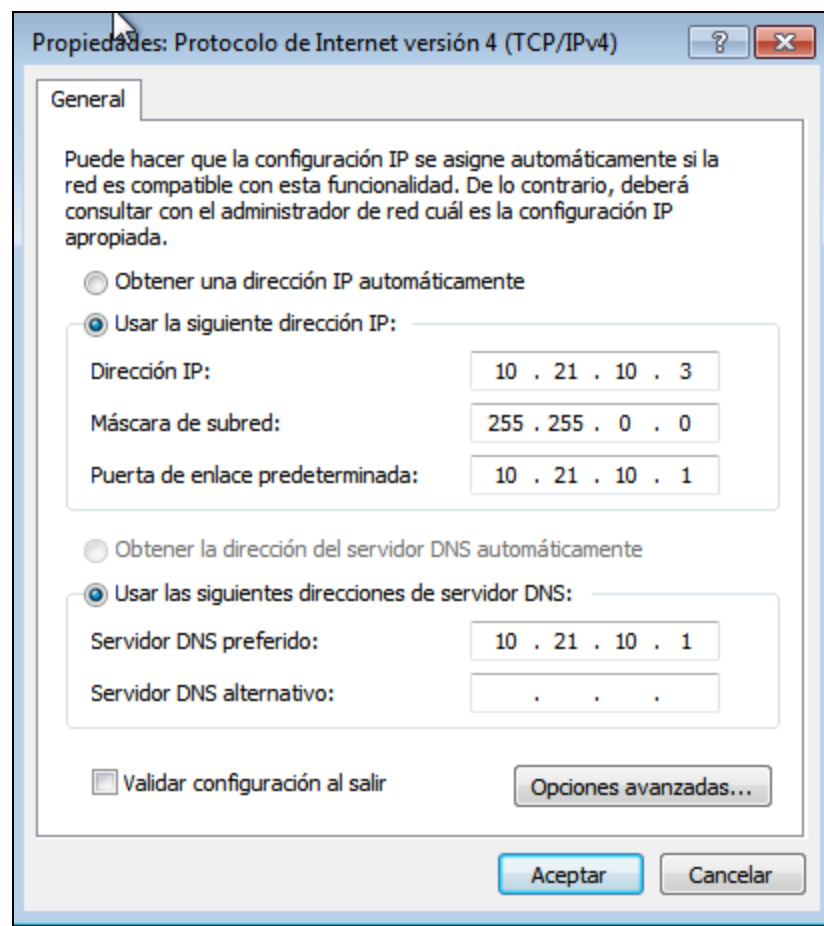 Propiedades: Protocolo de Internet versión 4 (TCP/IPv4)
General
Puede hacer que la configuración IP se asigne automáticamente si la
red es compatible con esta funcionalidad. De lo contrario, deberá
consultar con el administrador de red cuál es la configuración IP
apropiada.
Obtener una dirección IP automáticamente
Usar la siguiente dirección IP:
Dirección IP: 10 . 21 . 10 . 3
Máscara de subred: 255 . 255 . 0 . 0
Puerta de enlace predeterminada: 10 . 21 . 10 . 1
Obtener la dirección del servidor DNS automáticamente
Usar las siguientes direcciones de servidor DNS:
Servidor DNS preferido: 10 . 21 . 10 . 1
Servidor DNS alternativo: . . .
Validar configuración al salir Opciones avanzadas...
Aceptar Cancelar